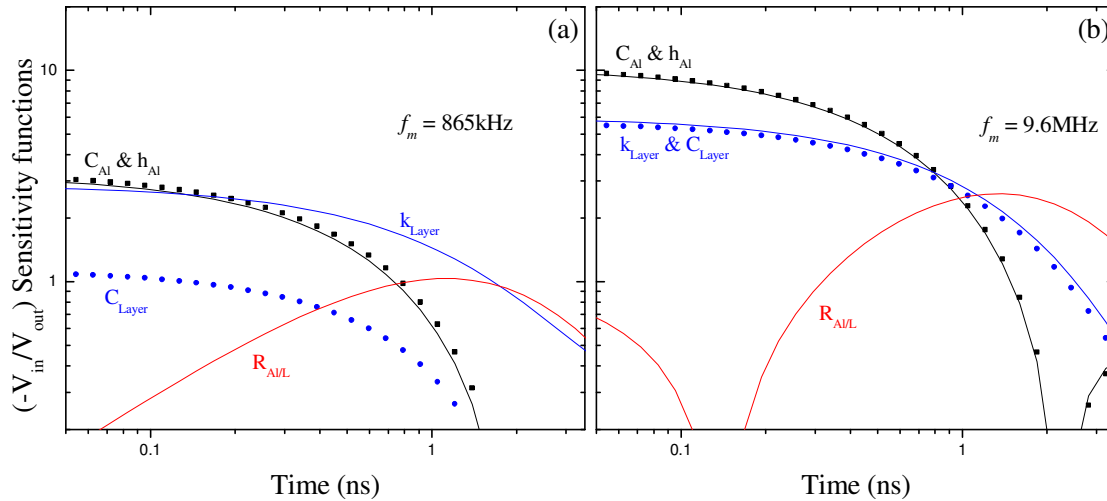 (-V_in/V_out) Sensitivity functions
(a)
10
1
C_Al & h_Al
f_m = 865kHz
k_Layer
C_Layer
R_Al/L
0.1
1
Time (ns)
(b)
C_Al & h_Al
f_m = 9.6MHz
k_Layer & C_Layer
R_Al/L
0.1
1
Time (ns)